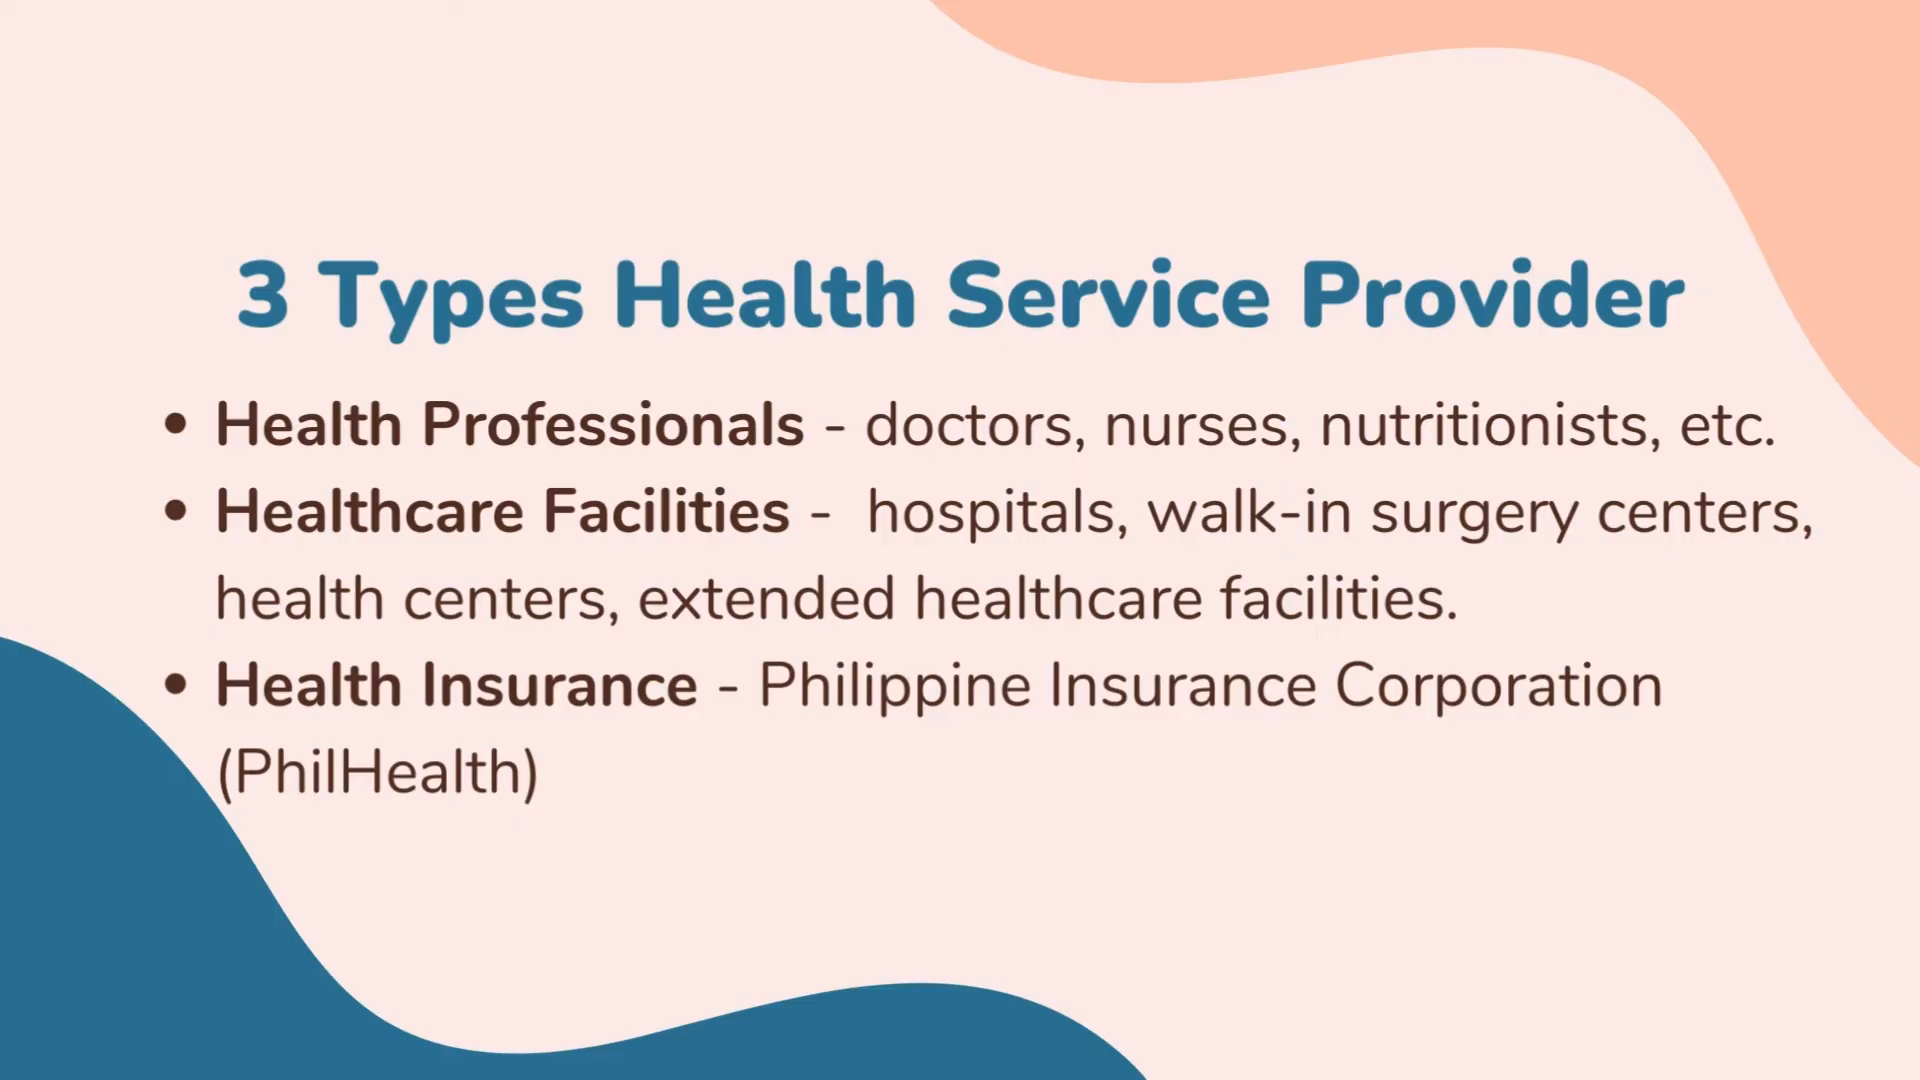 3 Types Health Service Provider
• Health Professionals - doctors, nurses, nutritionists, etc.
• Healthcare Facilities -  hospitals, walk-in surgery centers,
health centers, extended healthcare facilities.
• Health Insurance - Philippine Insurance Corporation
(PhilHealth)